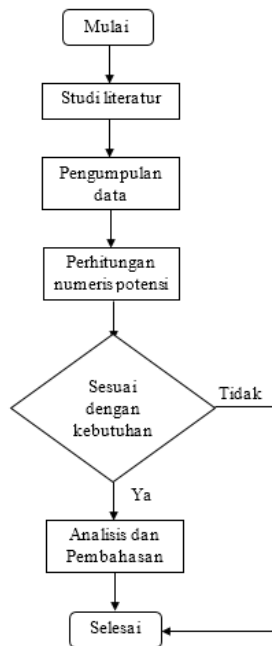 Mulai
Studi literatur
Pengumpulan
data
Perhitungan
numeris potensi
Sesuai
dengan
kebutuhan
Tidak
Ya
Analisis dan
Pembahasan
Selesai